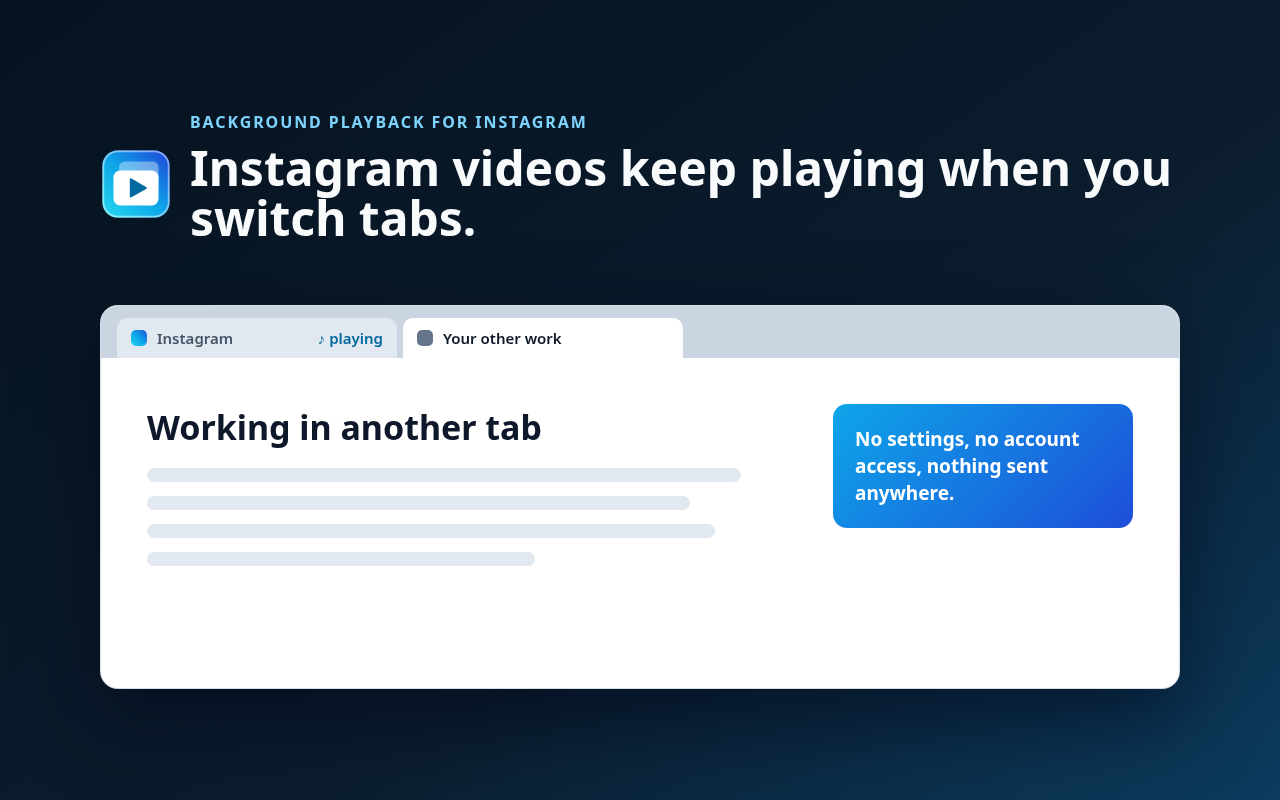 BACKGROUND PLAYBACK FOR INSTAGRAM
Instagram videos keep playing when you
switch tabs.
Instagram
♪ playing
Your other work
Working in another tab
No settings, no account
access, nothing sent
anywhere.